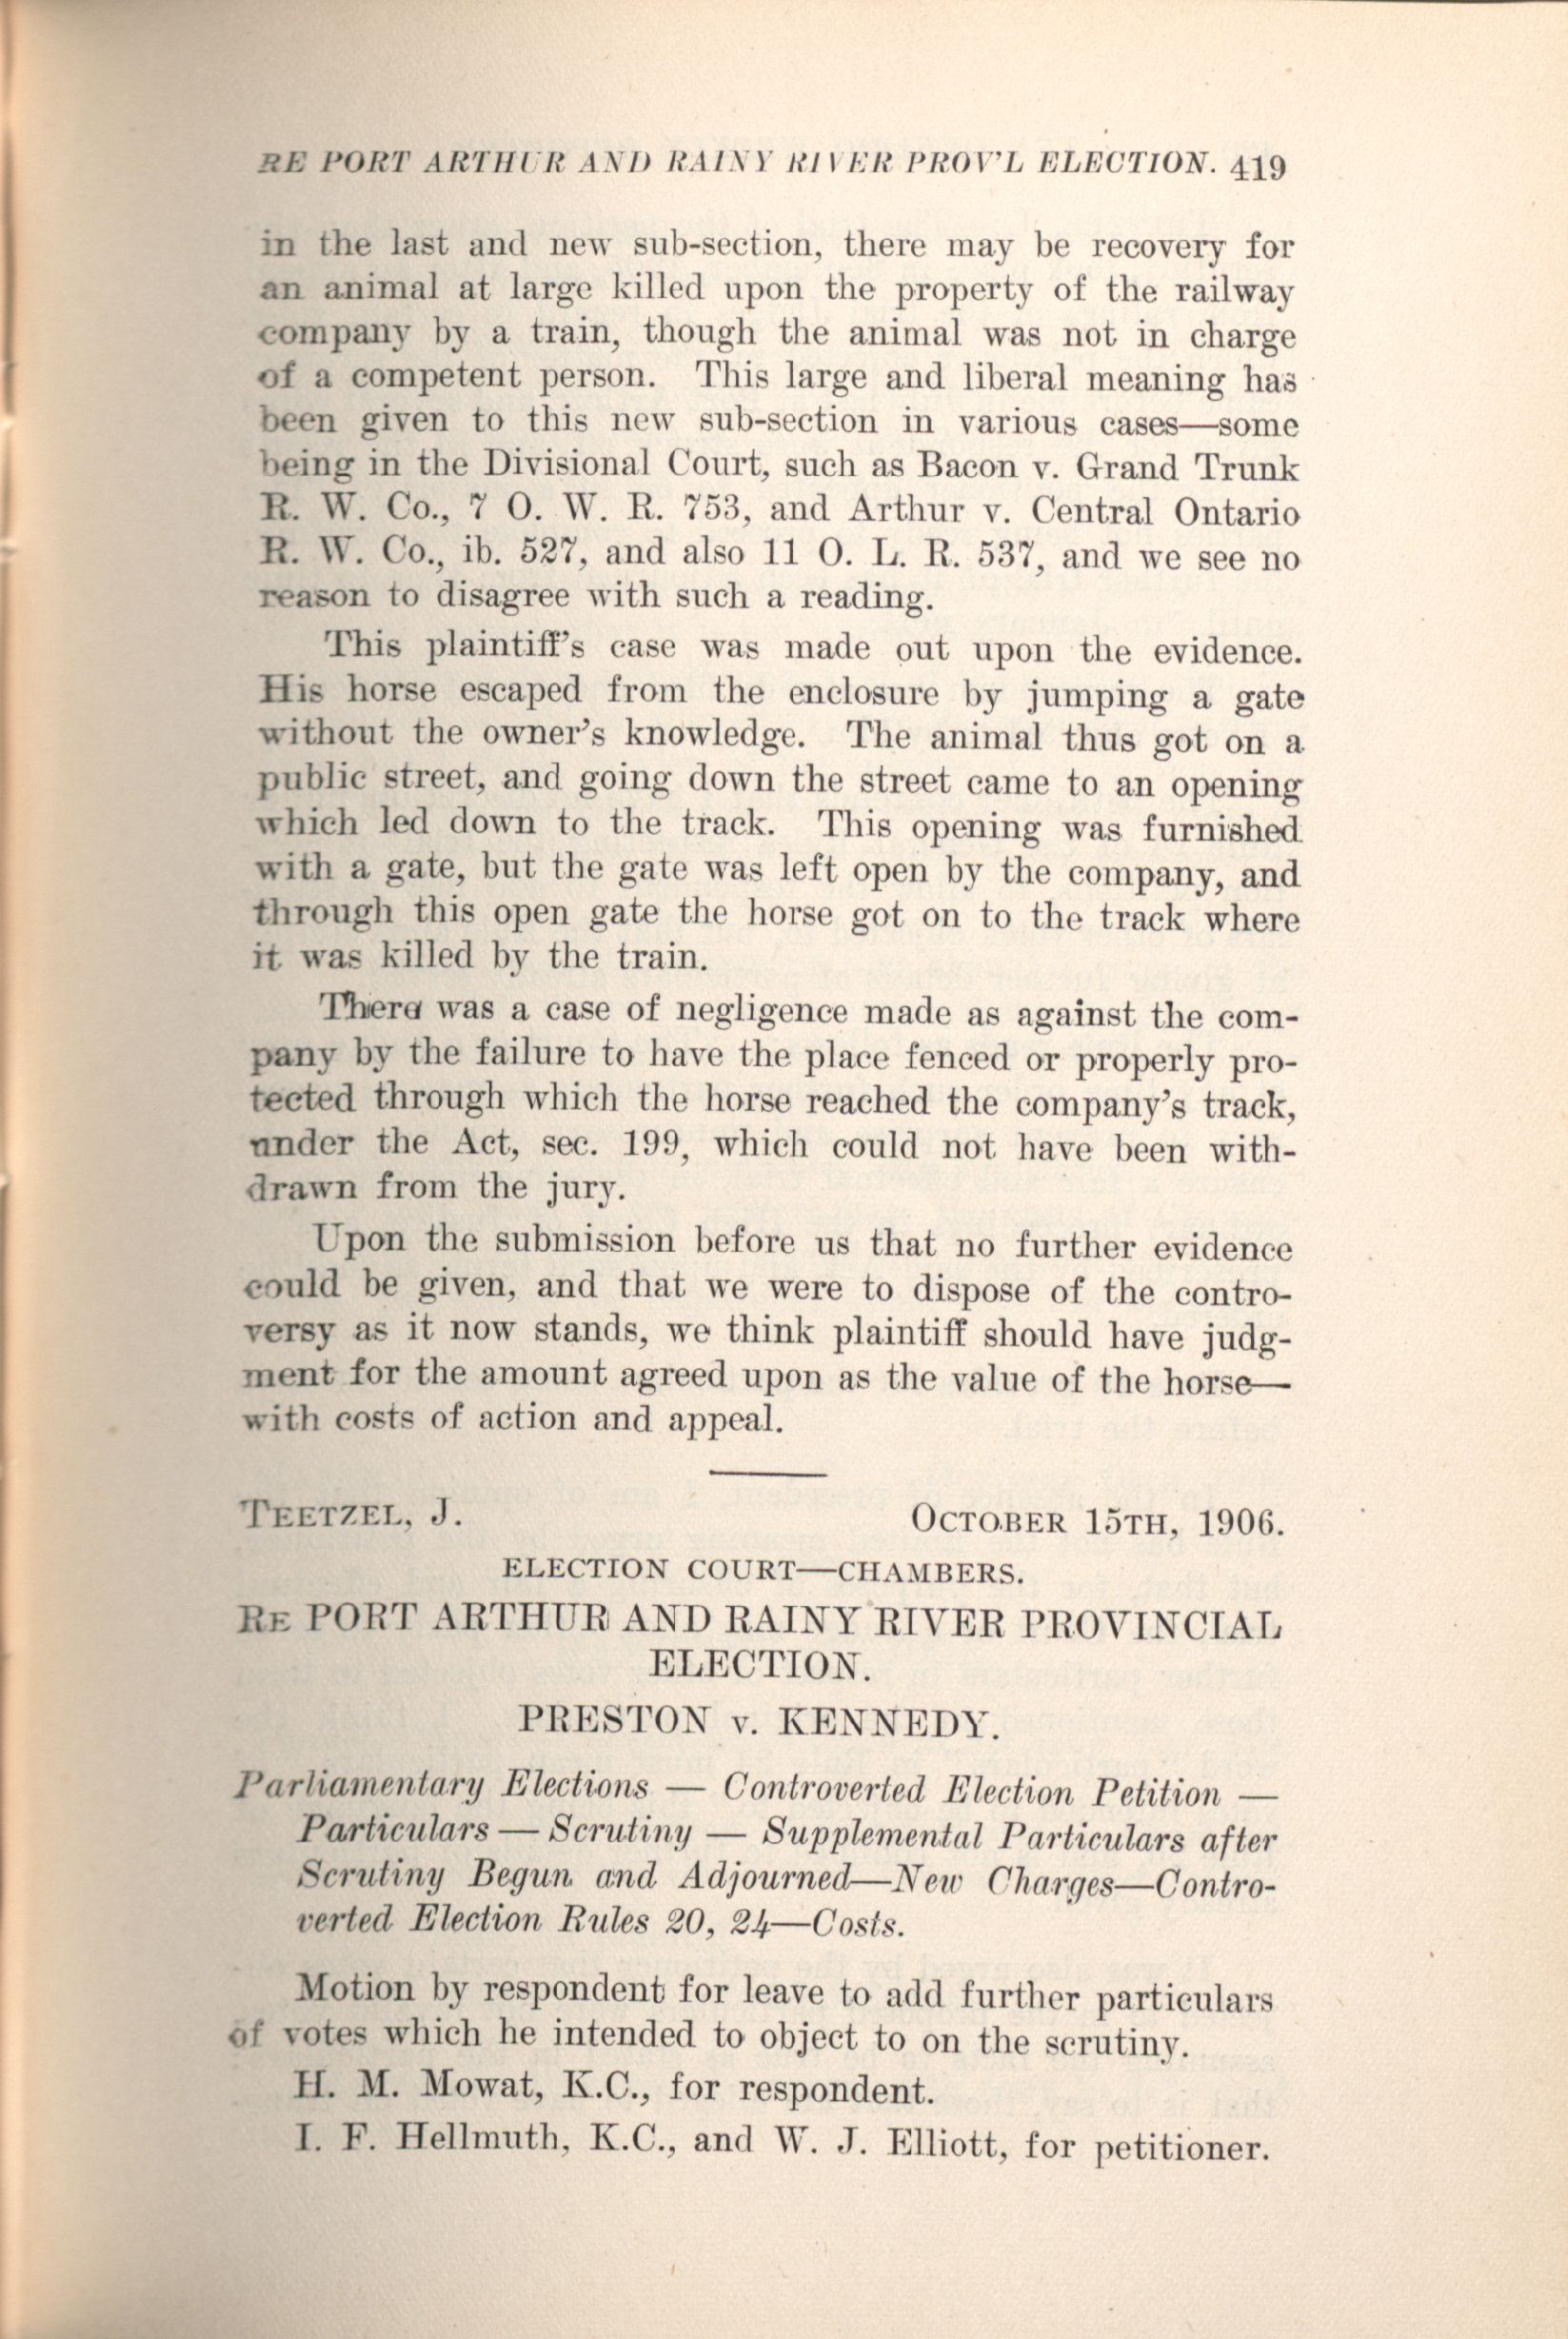 RE PORT ARTHUR AND RAINY RIVER PROV'L ELECTION. 419
in the last and new sub-section, there may be recovery for
an animal at large killed upon the property of the railway
company by a train, though the animal was not in charge
of a competent person. This large and liberal meaning has
been given to this new sub-section in various cases—some
being in the Divisional Court, such as Bacon v. Grand Trunk
R. W. Co., 7 O. W. R. 753, and Arthur v. Central Ontario
R. W. Co., ib. 527, and also 11 O. L. R. 537, and we see no
reason to disagree with such a reading.
This plaintiff's case was made out upon the evidence.
His horse escaped from the enclosure by jumping a gate
without the owner's knowledge. The animal thus got on a
public street, and going down the street came to an opening
which led down to the track. This opening was furnished
with a gate, but the gate was left open by the company, and
through this open gate the horse got on to the track where
it was killed by the train.
There was a case of negligence made as against the com-
pany by the failure to have the place fenced or properly pro-
tected through which the horse reached the company's track,
under the Act, sec. 199, which could not have been with-
drawn from the jury.
Upon the submission before us that no further evidence
could be given, and that we were to dispose of the contro-
versy as it now stands, we think plaintiff should have judg-
ment for the amount agreed upon as the value of the horse—
with costs of action and appeal.
TEETZEL, J. OCTOBER 15TH, 1906.
ELECTION COURT—CHAMBERS.
RE PORT ARTHUR AND RAINY RIVER PROVINCIAL
ELECTION.
PRESTON v. KENNEDY.
Parliamentary Elections — Controverted Election Petition —
Particulars — Scrutiny — Supplemental Particulars after
Scrutiny Begun and Adjourned—New Charges—Contro-
verted Election Rules 20, 24—Costs.
Motion by respondent for leave to add further particulars
of votes which he intended to object to on the scrutiny.
H. M. Mowat, K.C., for respondent.
I. F. Hellmuth, K.C., and W. J. Elliott, for petitioner.